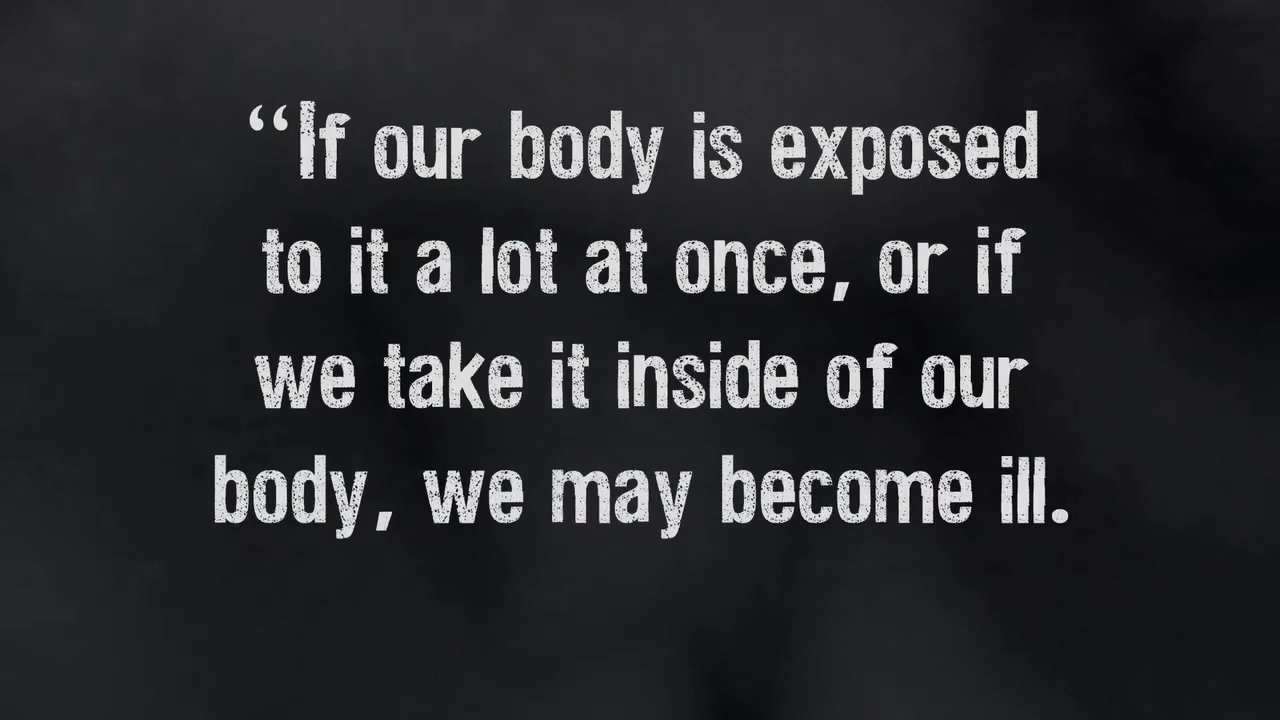 “If our body is exposed
to it a lot at once, or if
we take it inside of our
body, we may become ill.